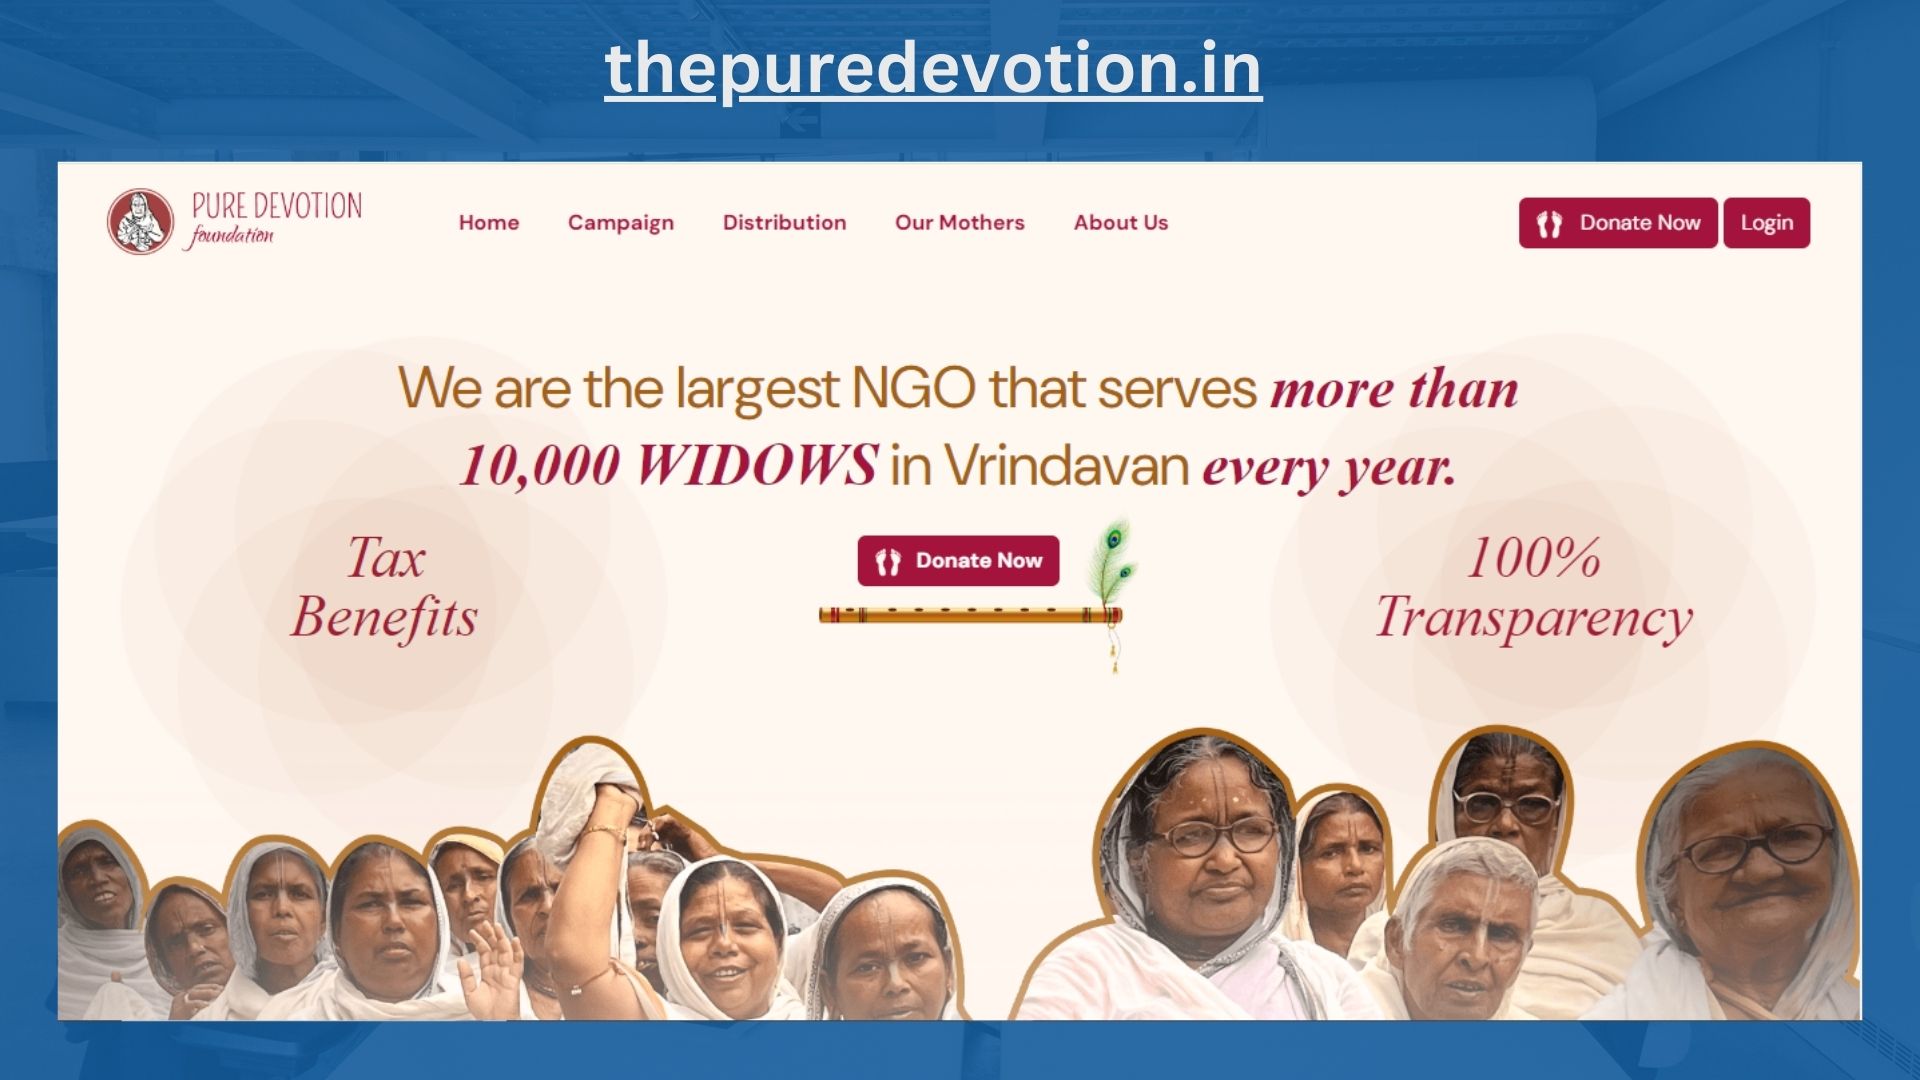 thepuredevotion.in
PURE DEVOTION
foundation
Home
Campaign
Distribution
Our Mothers
About Us
Donate Now
Login
We are the largest NGO that serves more than
10,000 WIDOWS in Vrindavan every year.
Tax
Benefits
Donate Now
100%
Transparency